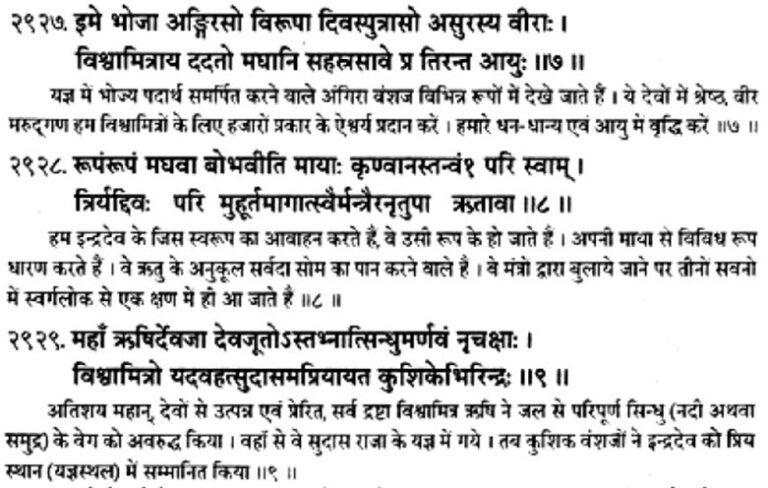 २९२७. इमे भोजा अङ्गिरसो विरूपा दिवस्पुत्रासो असुरस्य वीराः ।
विश्वामित्राय ददतो मघानि सहस्रसावे प्र तिरन्त आयुः ॥७॥
यज्ञ में भोज्य पदार्थ समर्पित करने वाले अंगिरा वंशज विभिन्न रूपों में देखे जाते हैं । ये देवों में श्रेष्ठ, वीर
मरुद्गण हम विश्वामित्रों के लिए हजारों प्रकार के ऐश्वर्य प्रदान करें । हमारे धन-धान्य एवं आयु में वृद्धि करें ॥७ ॥
२९२८. रूपंरूपं मघवा बोभवीति मायाः कृण्वानस्तन्वं१ परि स्वाम् ।
त्रिर्यद्दिवः परि मुहूर्तमागात्स्वैर्मन्त्रैरनृतुपा ऋतावा ॥८ ॥
हम इन्द्रदेव के जिस स्वरूप का आवाहन करते हैं, वे उसी रूप के हो जाते हैं । अपनी माया से विविध रूप
धारण करते हैं । वे ऋतु के अनुकूल सर्वदा सोम का पान करने वाले है । वे मंत्रो द्वारा बुलाये जाने पर तीनों सवनो
में स्वर्गलोक से एक क्षण में ही आ जाते है ॥८ ॥
२९२९. महाँ ऋषिर्देवजा देवजूतोऽस्तभ्नात्सिन्धुमर्णवं नृचक्षाः ।
विश्वामित्रो यदवहत्सुदासमप्रियायत कुशिकेभिरिन्द्रः ॥९ ॥
अतिशय महान्, देवों से उत्पन्न एवं प्रेरित, सर्व द्रष्टा विश्वामित्र ऋषि ने जल से परिपूर्ण सिन्धु (नदी अथवा
समुद्र) के वेग को अवरुद्ध किया । वहाँ से वे सुदास राजा के यज्ञ में गये । तब कुशिक वंशजों ने इन्द्रदेव को प्रिय
स्थान (यज्ञस्थल) में सम्मानित किया ॥९ ॥